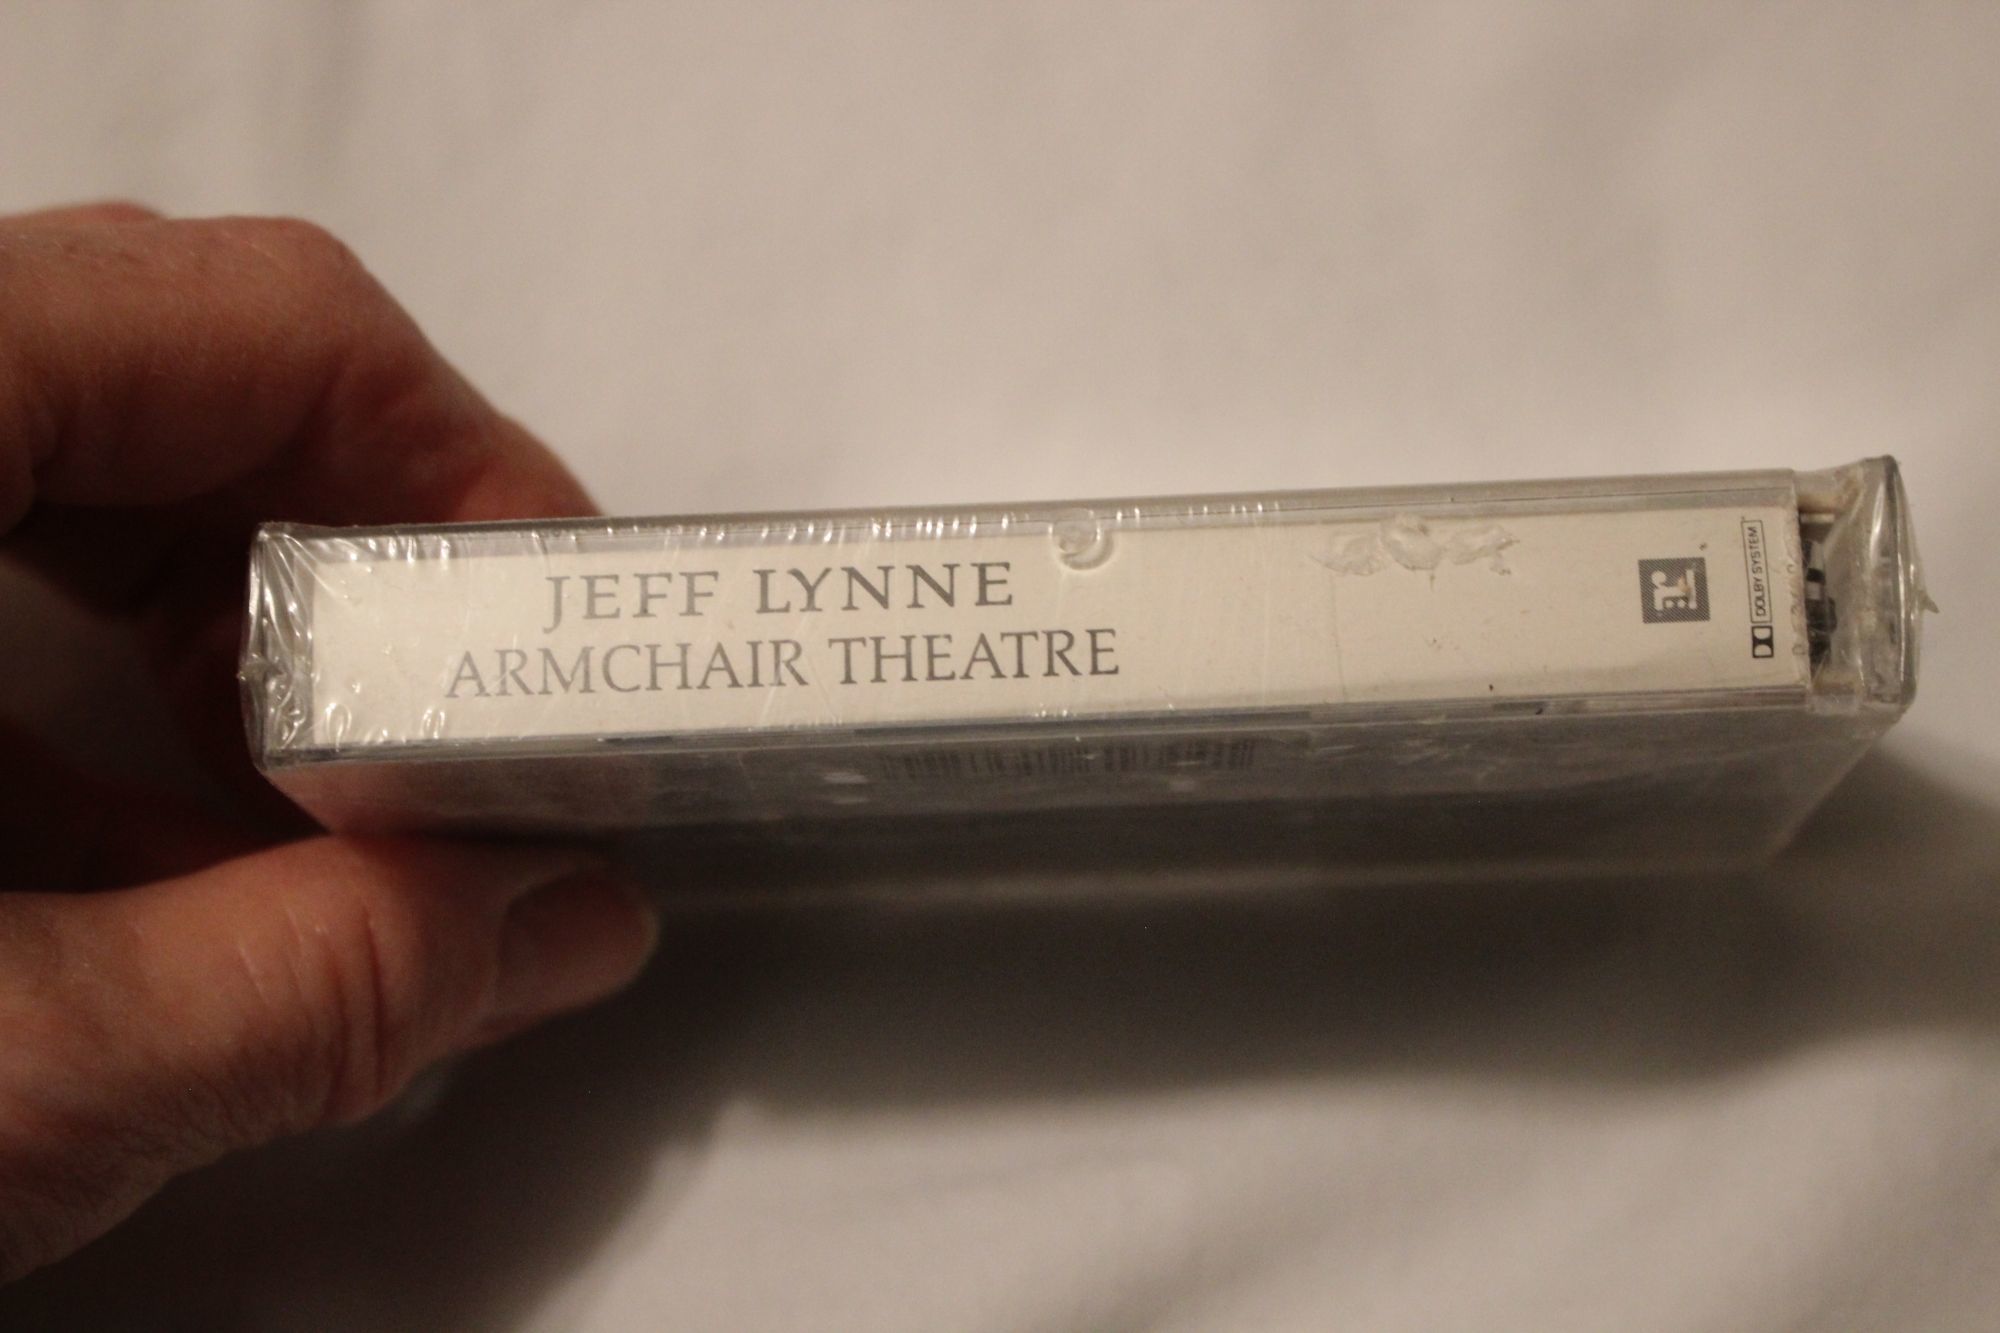 JEFF LYNNE
ARMCHAIR THEATRE
r:
DOLBY SYSTEM